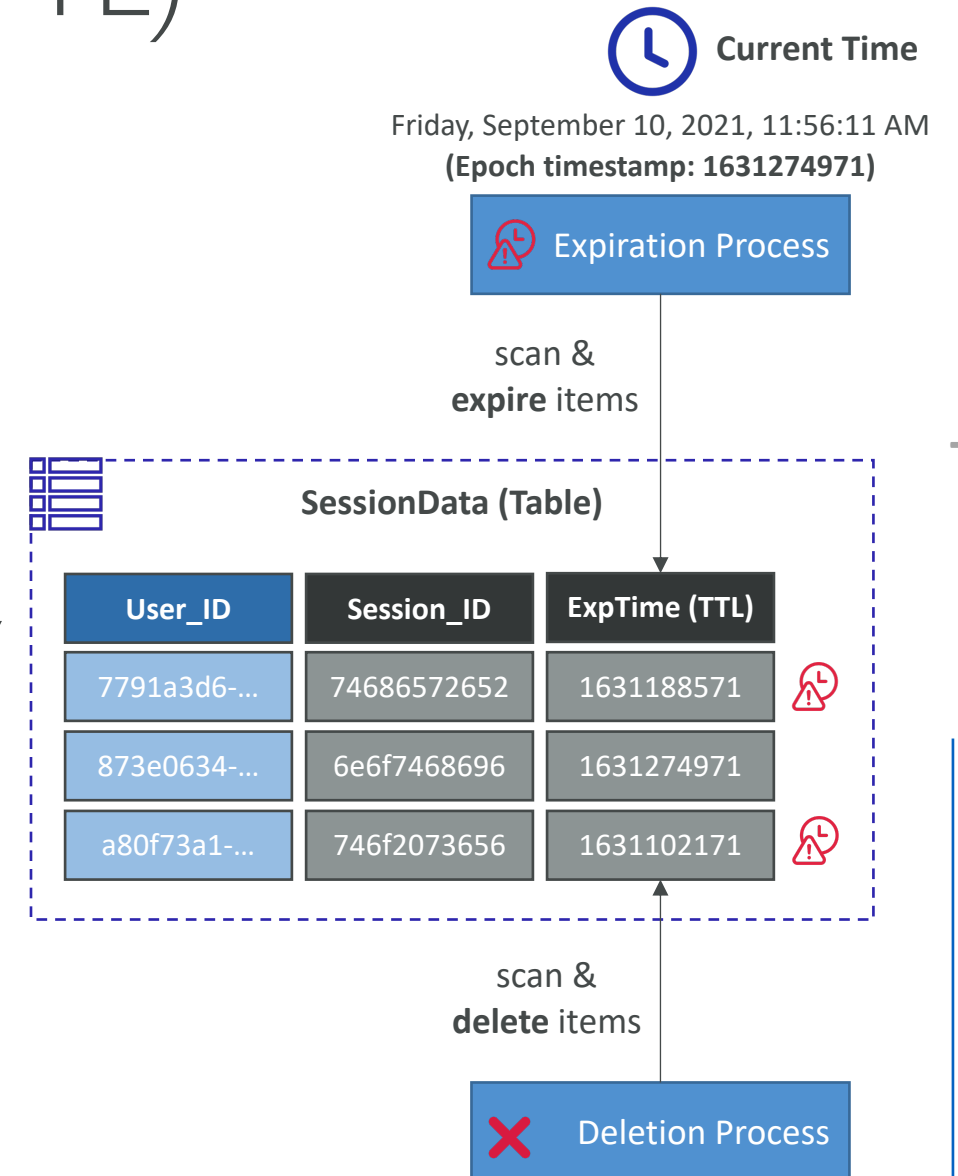 TL)
Current Time
Friday, September 10, 2021, 11:56:11 AM
(Epoch timestamp: 1631274971)
Expiration Process
scan &
expire items
SessionData (Table)
User_ID Session_ID ExpTime (TTL)
7791a3d6-... 74686572652 1631188571
873e0634-... 6e6f7468696 1631274971
a80f73a1-... 746f2073656 1631102171
scan &
delete items
Deletion Process